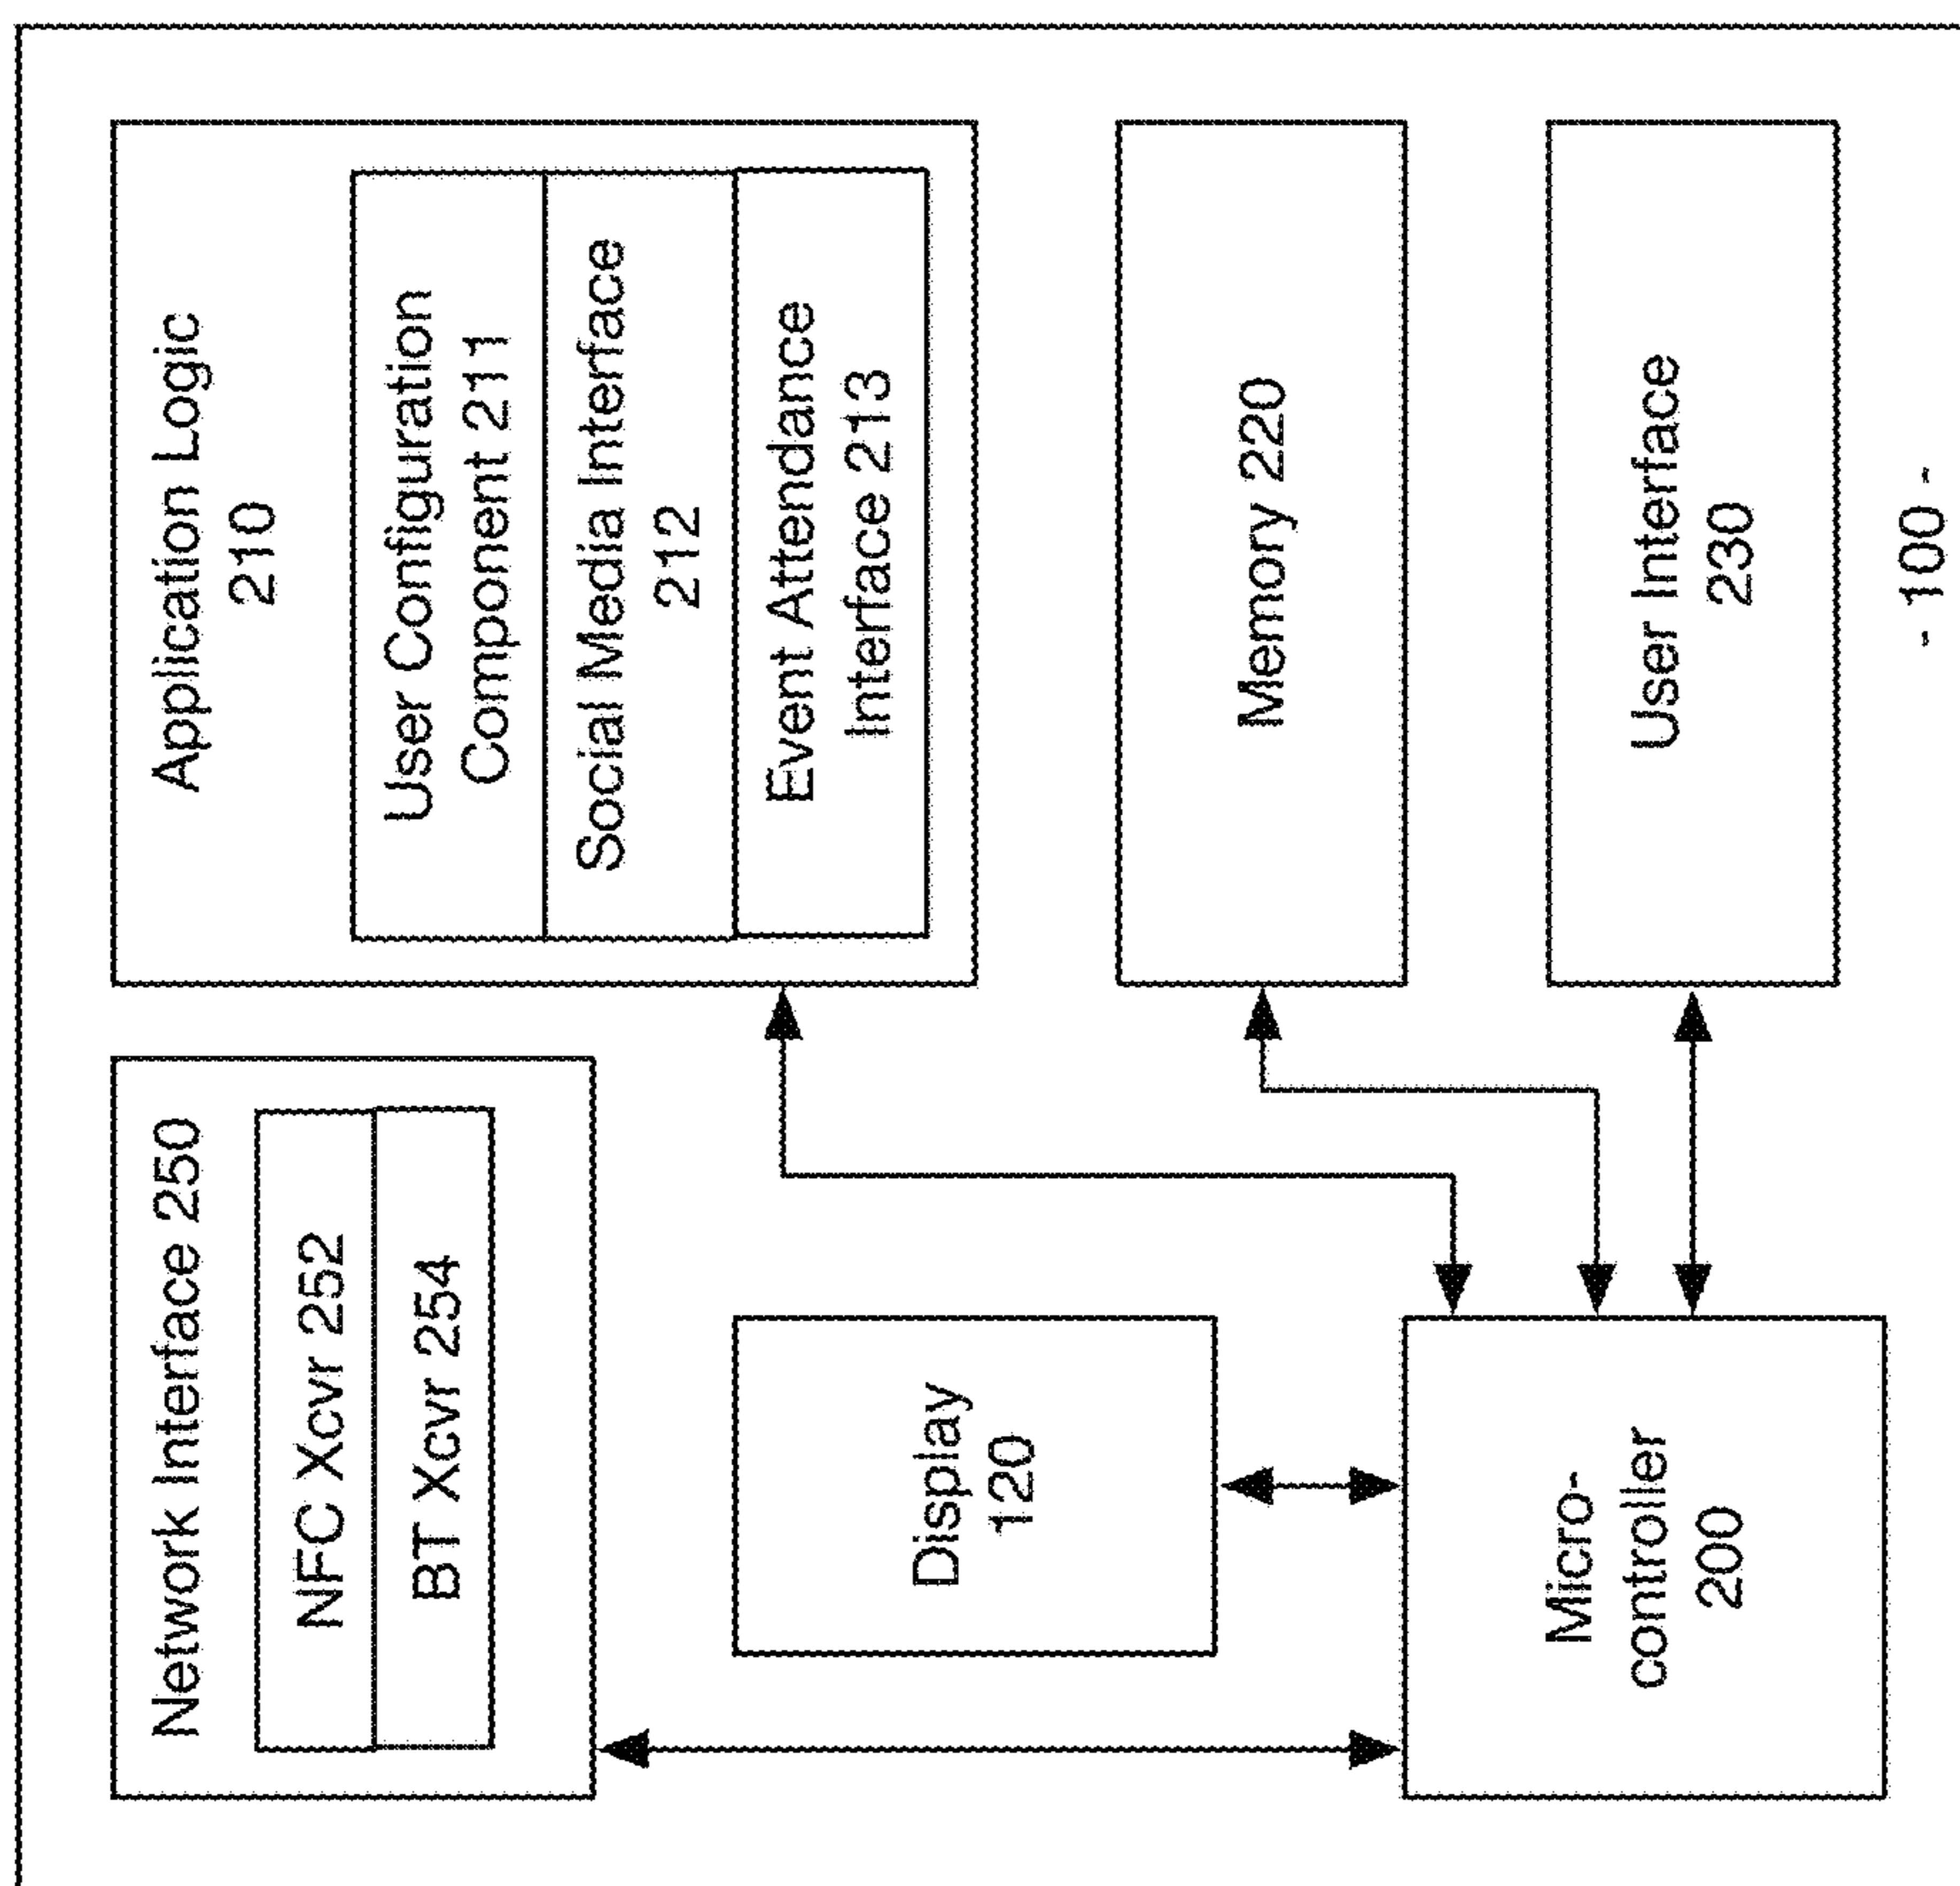 Network Interface 250
NFC Xcvr 252
BT Xcvr 254
Application Logic
210
User Configuration
Component 211
Social Media Interface
212
Event Attendance
Interface 213
Display
120
Memory 220
Micro-
controller
200
User Interface
230
- 100 -